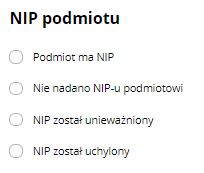 NIP podmiotu
Podmiot ma NIP
Nie nadano NIP-u podmiotowi
NIP został unieważniony
NIP został uchylony